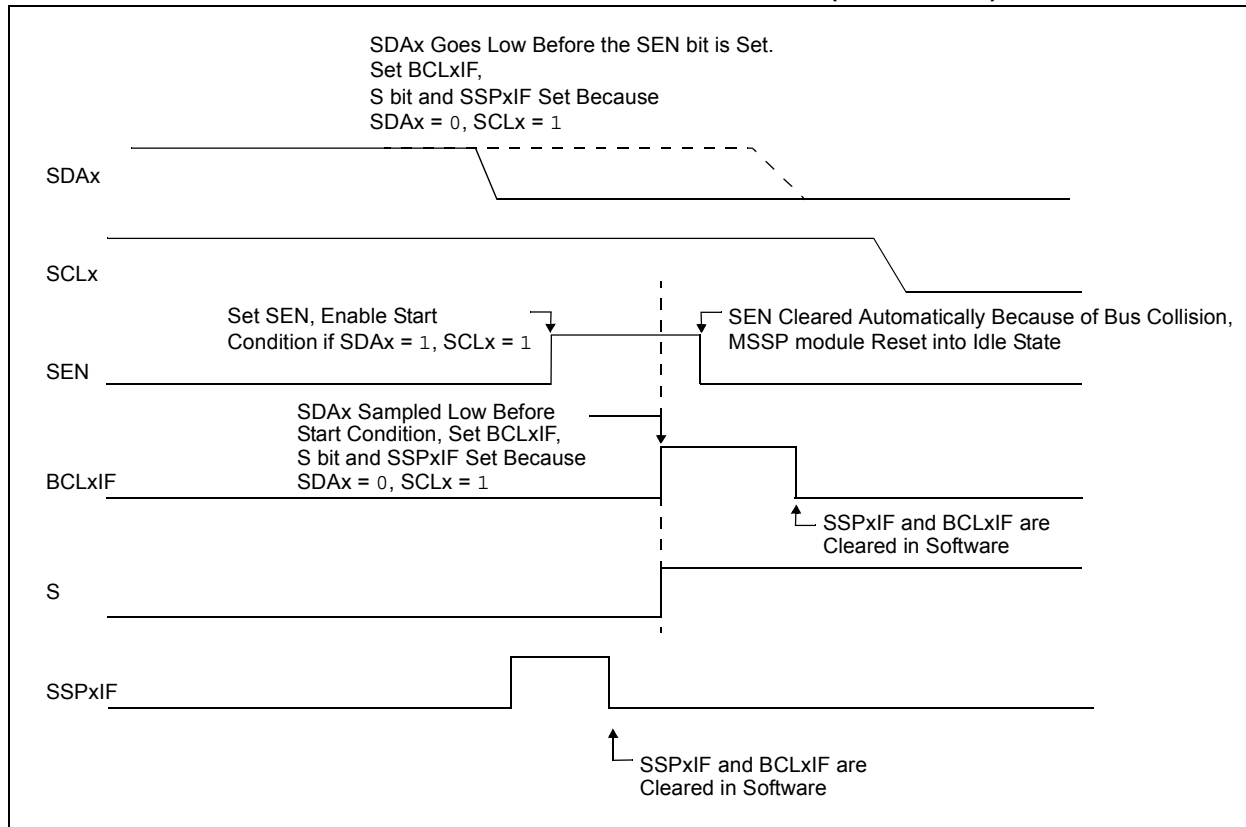 SDAx Goes Low Before the SEN bit is Set.
Set BCLxIF,
S bit and SSPxIF Set Because
SDAx = 0, SCLx = 1
SDAx
SCLx
Set SEN, Enable Start
Condition if SDAx = 1, SCLx = 1
SEN Cleared Automatically Because of Bus Collision,
MSSP module Reset into Idle State
SEN
SDAx Sampled Low Before
Start Condition, Set BCLxIF,
S bit and SSPxIF Set Because
SDAx = 0, SCLx = 1
BCLxIF
SSPxIF and BCLxIF are
Cleared in Software
S
SSPxIF
SSPxIF and BCLxIF are
Cleared in Software